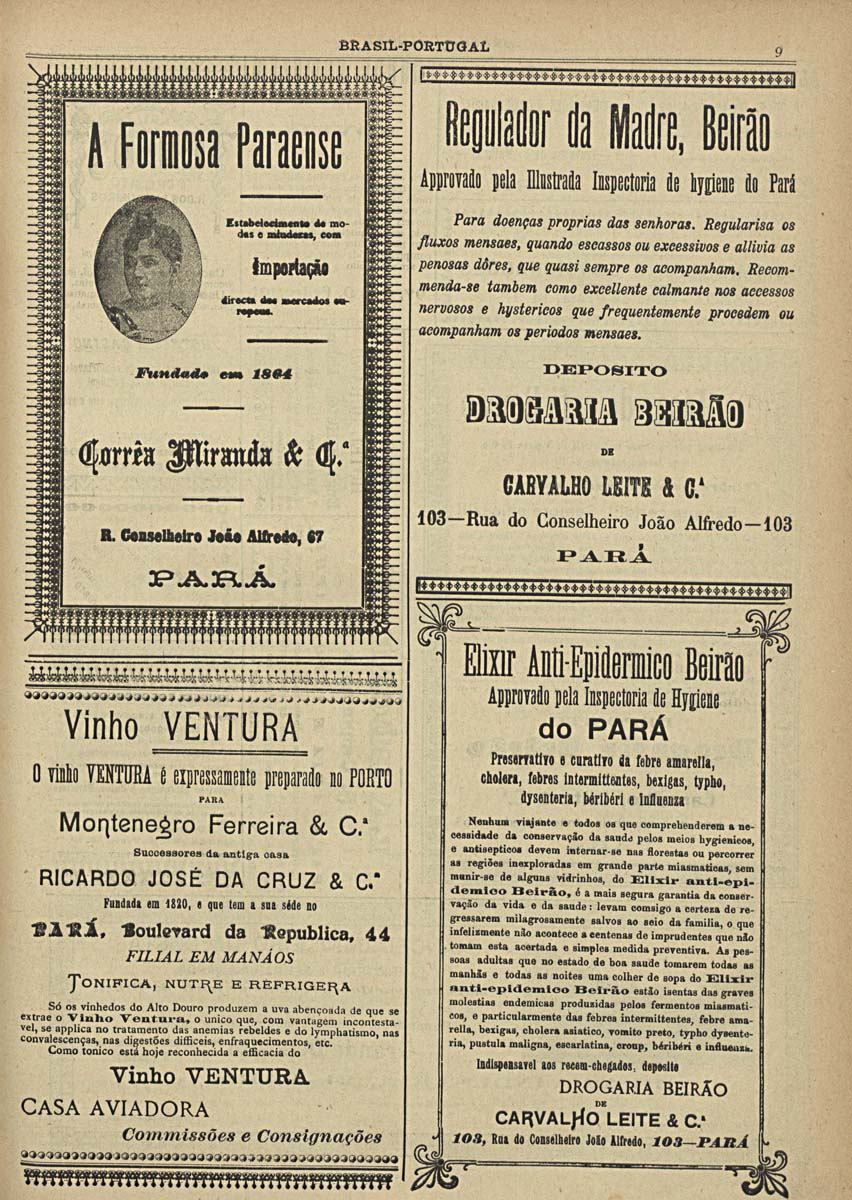 BRASIL-PORTUGAL
9
A Formosa Paraense
Estabelecimento de mo-
das e miudezas, com
Importação
directa dos mercados eu-
ropeus.
Fundado em 1864
Corrêa Miranda & C.ª
R. Conselheiro João Alfredo, 67
PARÁ
Vinho VENTURA
O vinho VENTURA é expressamente preparado no PORTO
PARA
Montenegro Ferreira & C.ª
Successores da antiga casa
RICARDO JOSÉ DA CRUZ & C.ª
Fundada em 1820, e que tem a sua séde no
PARÁ, Boulevard da Republica, 44
FILIAL EM MANÁOS
TONIFICA, NUTRE E REFRIGERA
Só os vinhedos do Alto Douro produzem a uva abençoada de que se
extrae o Vinho Ventura, o unico que, com vantagem incontesta-
vel, se applica no tratamento das anemias rebeldes e do lymphatismo, nas
convalescenças, nas digestões difficeis, enfraquecimentos, etc.
Como tonico está hoje reconhecida a efficacia do
Vinho VENTURA
CASA AVIADORA
Commissões e Consignações
Regulador da Madre, Beirão
Approvado pela Illustrada Inspectoria de hygiene do Pará
Para doenças proprias das senhoras. Regularisa os
fluxos mensaes, quando escassos ou excessivos e allivia as
penosas dôres, que quasi sempre os acompanham. Recom-
menda-se tambem como excellente calmante nos accessos
nervosos e hystericos que frequentemente procedem ou
acompanham os periodos mensaes.
DEPOSITO
DROGARIA BEIRÃO
DE
CARVALHO LEITE & C.ª
103—Rua do Conselheiro João Alfredo—103
PARÁ
Elixir Anti-Epidermico Beirão
Approvado pela Inspectoria de Hygiene
do PARÁ
Preservativo e curativo da febre amarella,
cholera, febres intermittentes, bexigas, typho,
dysenteria, béribéri e influenza
Nenhum viajante e todos os que comprehenderem a ne-
cessidade da conservação da saude pelos meios hygienicos,
e antisepticos devem internar-se nas florestas ou percorrer
as regiões inexploradas em grande parte miasmaticas, sem
munir-se de alguns vidrinhos, do Elixir anti-epi-
demico Beirão, é a mais segura garantia da conser-
vação da vida e da saude: levam comsigo a certeza de re-
gressarem milagrosamente salvos ao seio da familia, o que
infelizmente não acontece a centenas de imprudentes que não
tomam esta acertada e simples medida preventiva. As pes-
soas adultas que no estado de boa saude tomarem todas as
manhãs e todas as noites uma colher de sopa do Elixir
anti-epidemico Beirão estão isentas das graves
molestias endemicas produzidas pelos fermentos miasmati-
cos, e particularmente das febres intermittentes, febre ama-
rella, bexigas, cholera asiatico, vomito preto, typho dysente-
ria, pustula maligna, escarlatina, croup, béribéri e influenza.
Indispensavel aos recem-chegados, deposito
DROGARIA BEIRÃO
DE
CARVALHO LEITE & C.ª
103, Rua do Conselheiro João Alfredo, 103—PARÁ